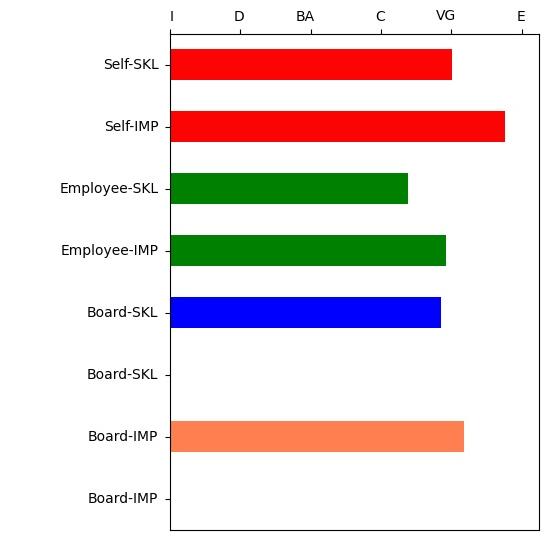 I D BA C VG E
Self-SKL
Self-IMP
Employee-SKL
Employee-IMP
Board-SKL
Board-SKL
Board-IMP
Board-IMP